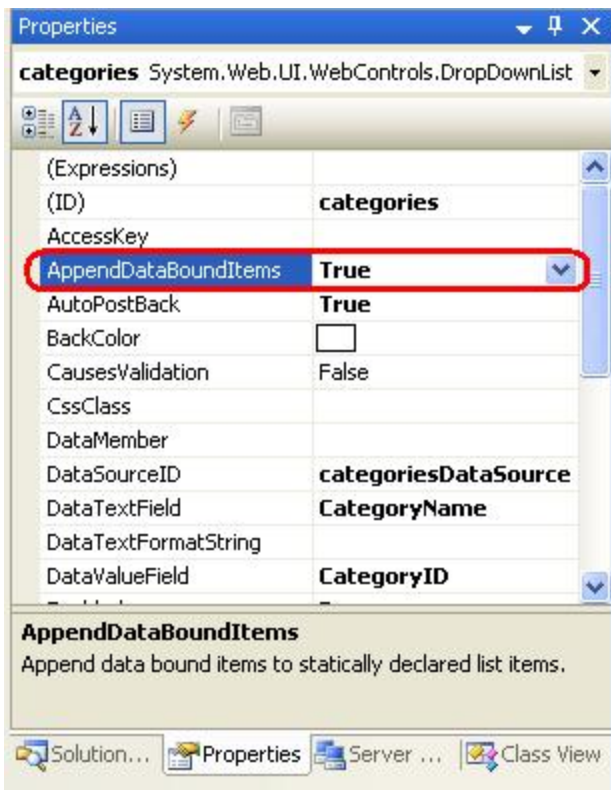 Properties
categories System.Web.UI.WebControls.DropDownList
(Expressions)
(ID) categories
AccessKey
AppendDataBoundItems True
AutoPostBack True
BackColor
CausesValidation False
CssClass
DataMember
DataSourceID categoriesDataSource
DataTextField CategoryName
DataTextFormatString
DataValueField CategoryID
AppendDataBoundItems
Append data bound items to statically declared list items.
Solution... Properties Server ... Class View